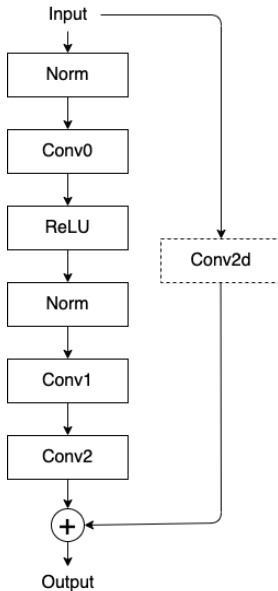 Input
Norm
Conv0
ReLU
Conv2d
Norm
Conv1
Conv2
+
Output